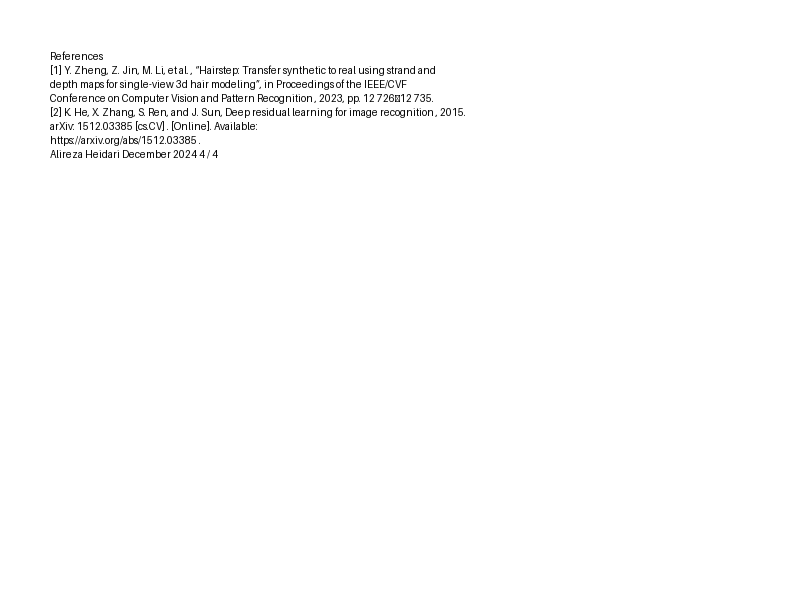 References
[1] Y. Zheng, Z. Jin, M. Li, et al., “Hairstep: Transfer synthetic to real using strand and
depth maps for single-view 3d hair modeling”, in Proceedings of the IEEE/CVF
Conference on Computer Vision and Pattern Recognition, 2023, pp. 12 726▯12 735.
[2] K. He, X. Zhang, S. Ren, and J. Sun, Deep residual learning for image recognition, 2015.
arXiv: 1512.03385 [cs.CV]. [Online]. Available:
https://arxiv.org/abs/1512.03385.
Alireza Heidari December 2024 4 / 4